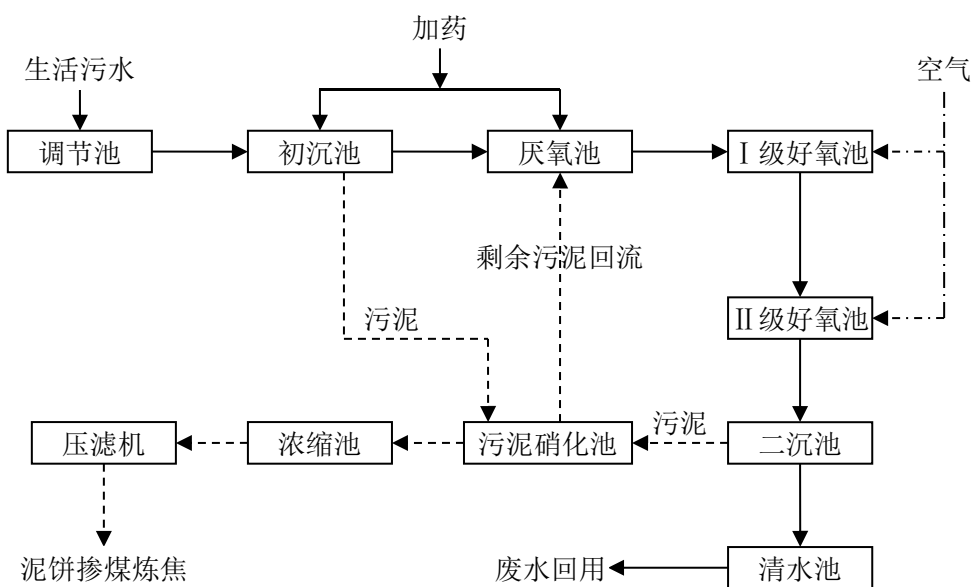 加药
生活污水
空气
调节池
初沉池
厌氧池
Ⅰ级好氧池
剩余污泥回流
污泥
Ⅱ级好氧池
压滤机
浓缩池
污泥硝化池
污泥
二沉池
泥饼掺煤炼焦
废水回用
清水池